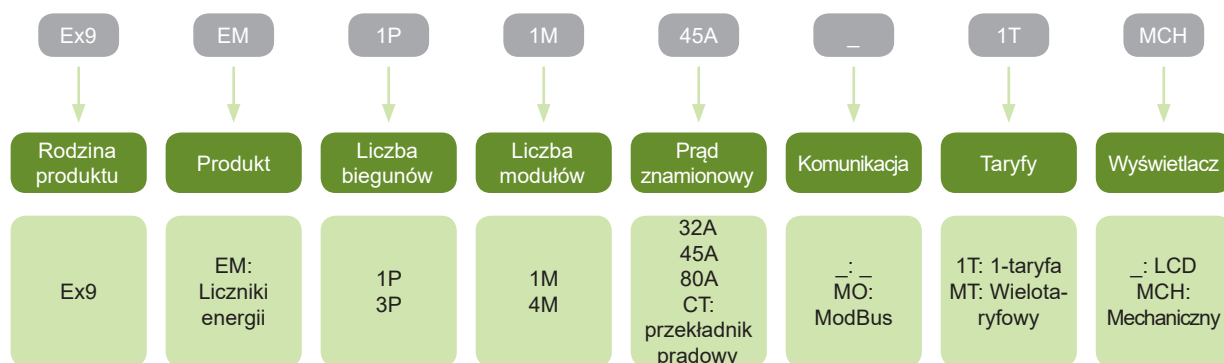 Ex9
EM
1P
1M
45A
_
1T
MCH
Rodzina
produktu
Produkt
Liczba
biegunów
Liczba
modułów
Prąd
znamionowy
Komunikacja
Taryfy
Wyświetlacz
Ex9
EM:
Liczniki
energii
1P
3P
1M
4M
32A
45A
80A
CT:
przekładnik
prądowy
_: _
MO:
ModBus
1T: 1-taryfa
MT: Wielota-
ryfowy
_: LCD
MCH:
Mechaniczny